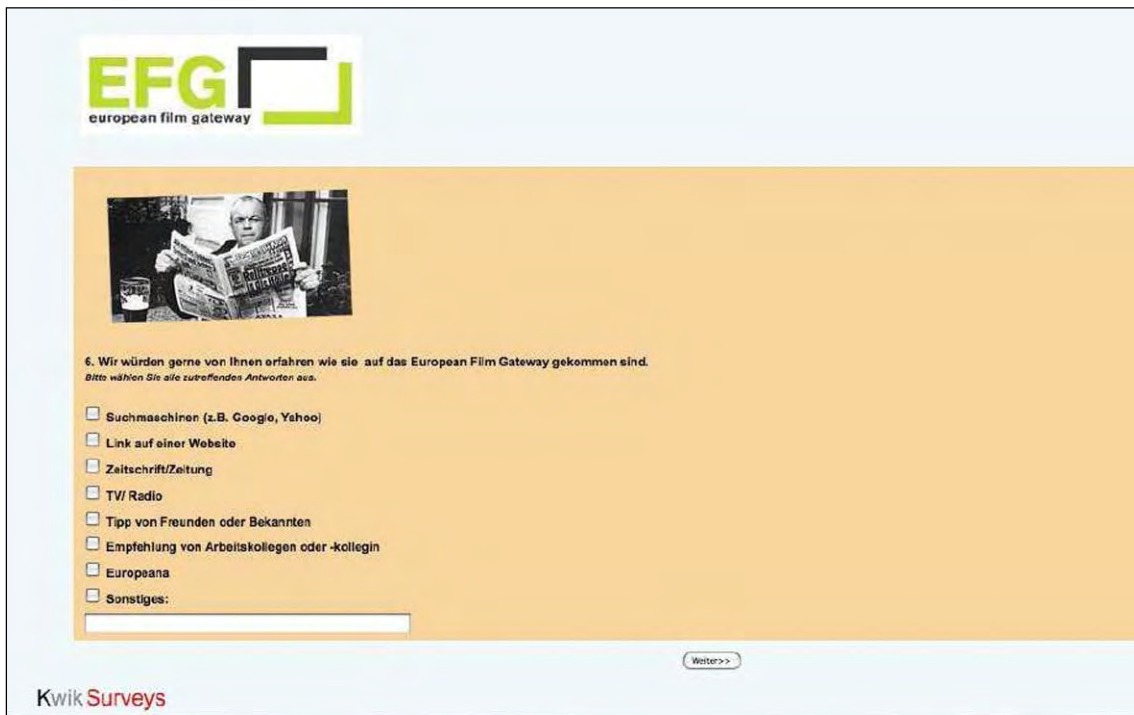 EFG
european film gateway
6. Wir würden gerne von Ihnen erfahren wie sie auf das European Film Gateway gekommen sind.
Bitte wählen Sie alle zutreffenden Antworten aus.
Suchmaschinen (z.B. Google, Yahoo)
Link auf einer Website
Zeitschrift/Zeitung
TV/ Radio
Tipp von Freunden oder Bekannten
Empfehlung von Arbeitskollegen oder -kollegin
Europeana
Sonstiges:
Weiter>>
Kwik Surveys